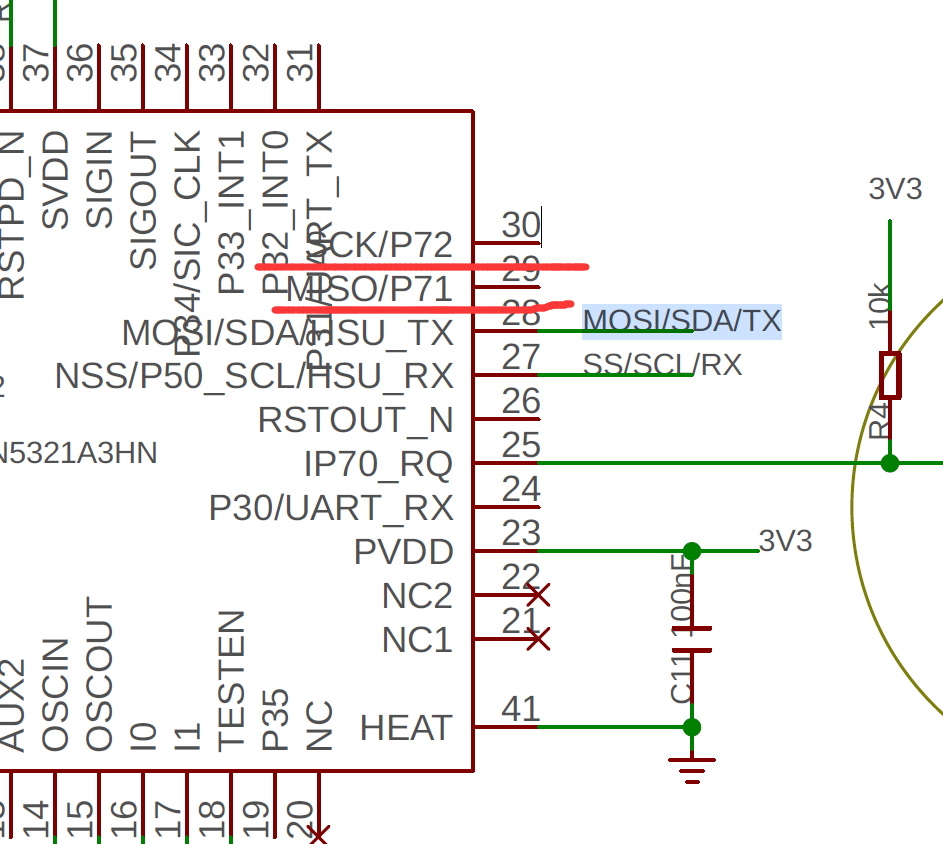 37
36
35
34
33
32
31
RSTPD_N
SVDD
SIGIN
SIGOUT
P34/SIC_CLK
P33_INT1
P32_INT0
P31/UART_TX
SCK/P72
30
MISO/P71
29
MOSI/SDA/HSU_TX
28
MOSI/SDA/TX
NSS/P50_SCL/HSU_RX
27
SS/SCL/RX
RSTOUT_N
26
N5321A3HN
IP70_RQ
25
P30/UART_RX
24
PVDD
23
3V3
NC2
22
NC1
21
HEAT
41
3V3
10k
R4
C11 100nF
AUX2
OSCIN
OSCOUT
I0
I1
TESTEN
P35
NC
14
15
16
17
18
19
20